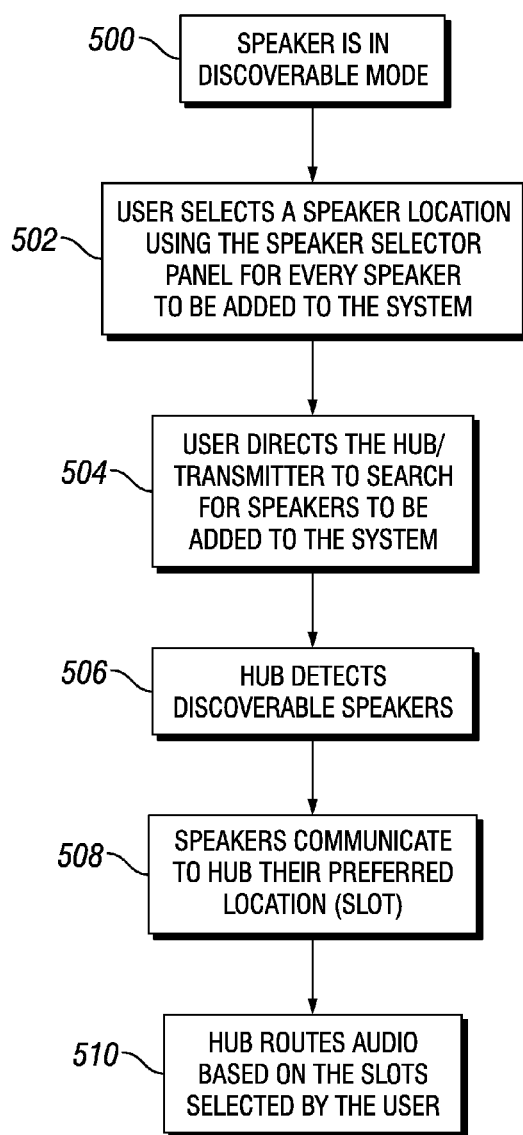 500
SPEAKER IS IN
DISCOVERABLE MODE
502
USER SELECTS A SPEAKER LOCATION
USING THE SPEAKER SELECTOR
PANEL FOR EVERY SPEAKER
TO BE ADDED TO THE SYSTEM
504
USER DIRECTS THE HUB/
TRANSMITTER TO SEARCH
FOR SPEAKERS TO BE
ADDED TO THE SYSTEM
506
HUB DETECTS
DISCOVERABLE SPEAKERS
508
SPEAKERS COMMUNICATE
TO HUB THEIR PREFERRED
LOCATION (SLOT)
510
HUB ROUTES AUDIO
BASED ON THE SLOTS
SELECTED BY THE USER